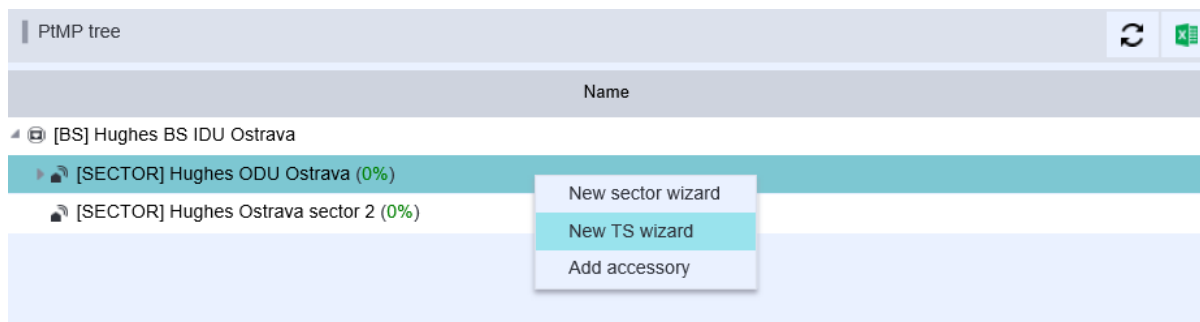 PtMP tree
Name
[BS] Hughes BS IDU Ostrava
[SECTOR] Hughes ODU Ostrava (0%)
[SECTOR] Hughes Ostrava sector 2 (0%)
New sector wizard
New TS wizard
Add accessory